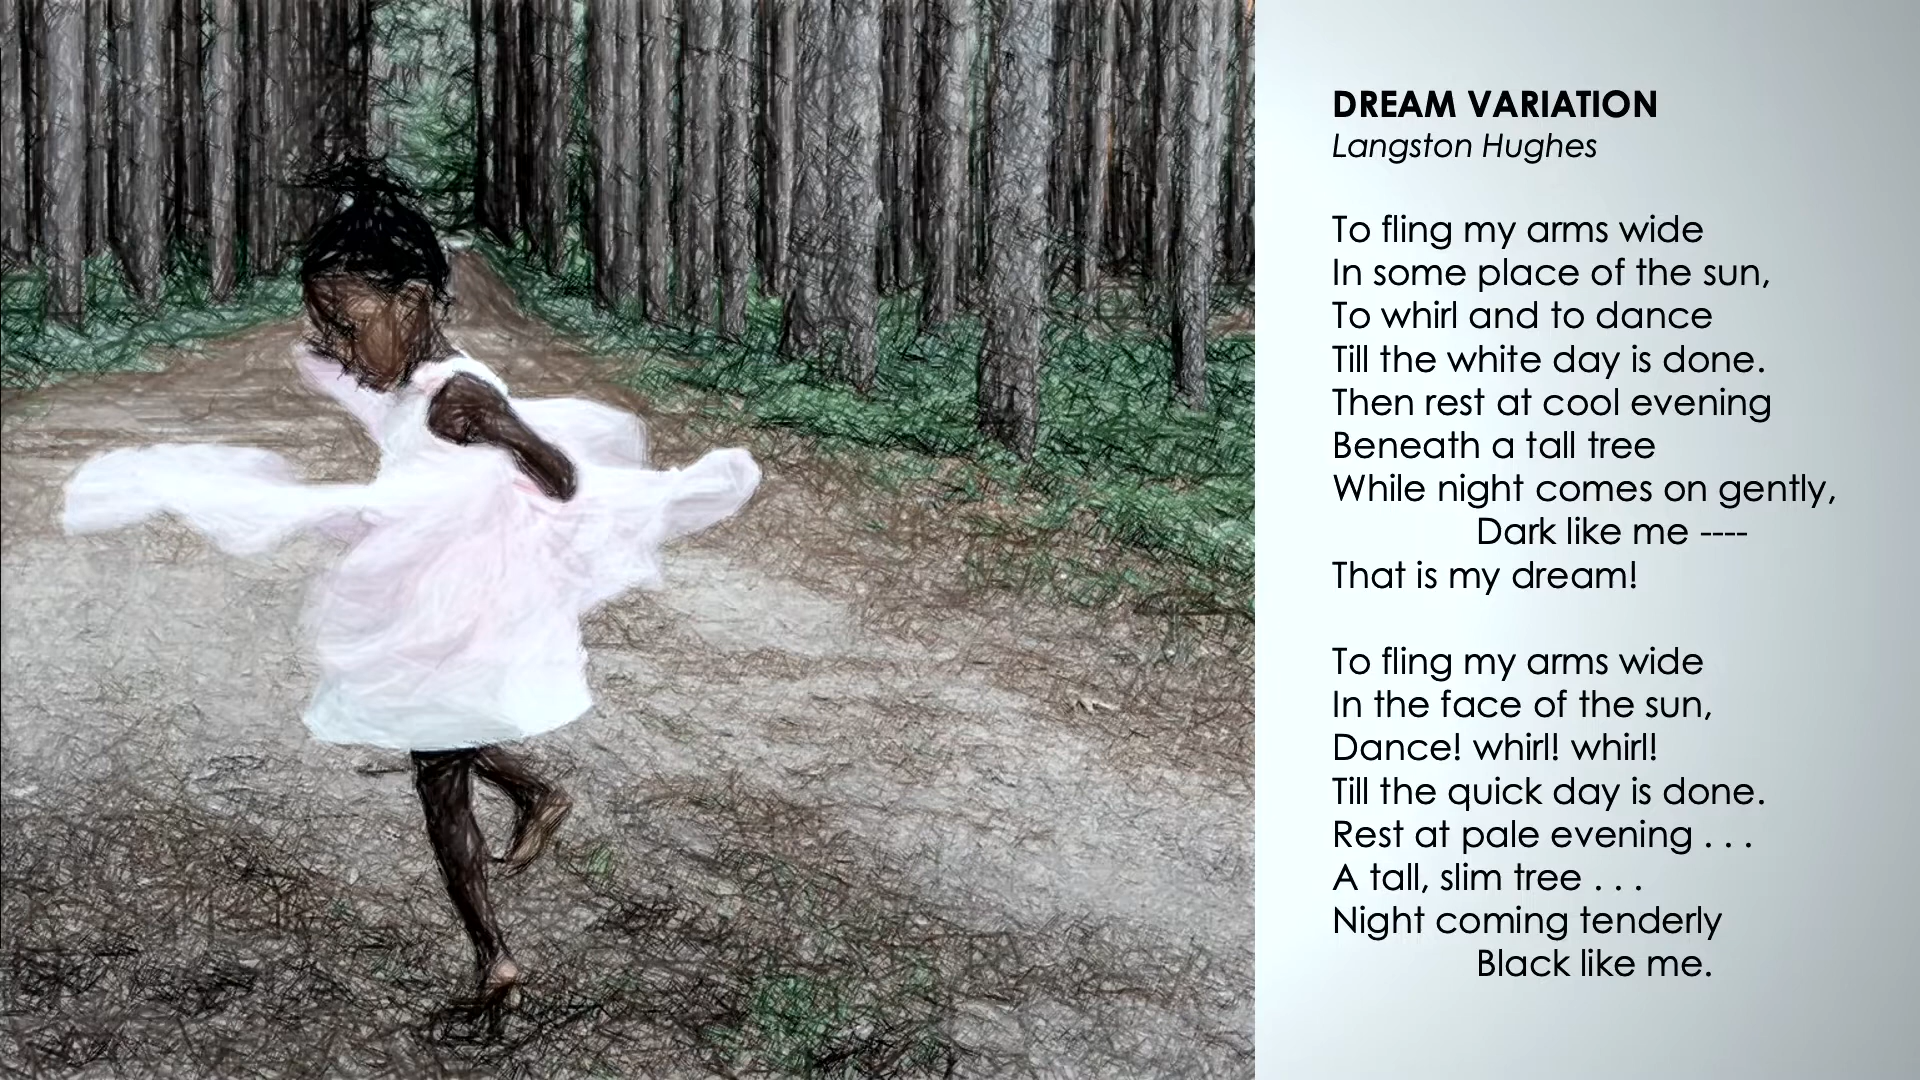 DREAM VARIATION
Langston Hughes
To fling my arms wide
In some place of the sun,
To whirl and to dance
Till the white day is done.
Then rest at cool evening
Beneath a tall tree
While night comes on gently,
Dark like me ----
That is my dream!
To fling my arms wide
In the face of the sun,
Dance! whirl! whirl!
Till the quick day is done.
Rest at pale evening . . .
A tall, slim tree . . .
Night coming tenderly
Black like me.